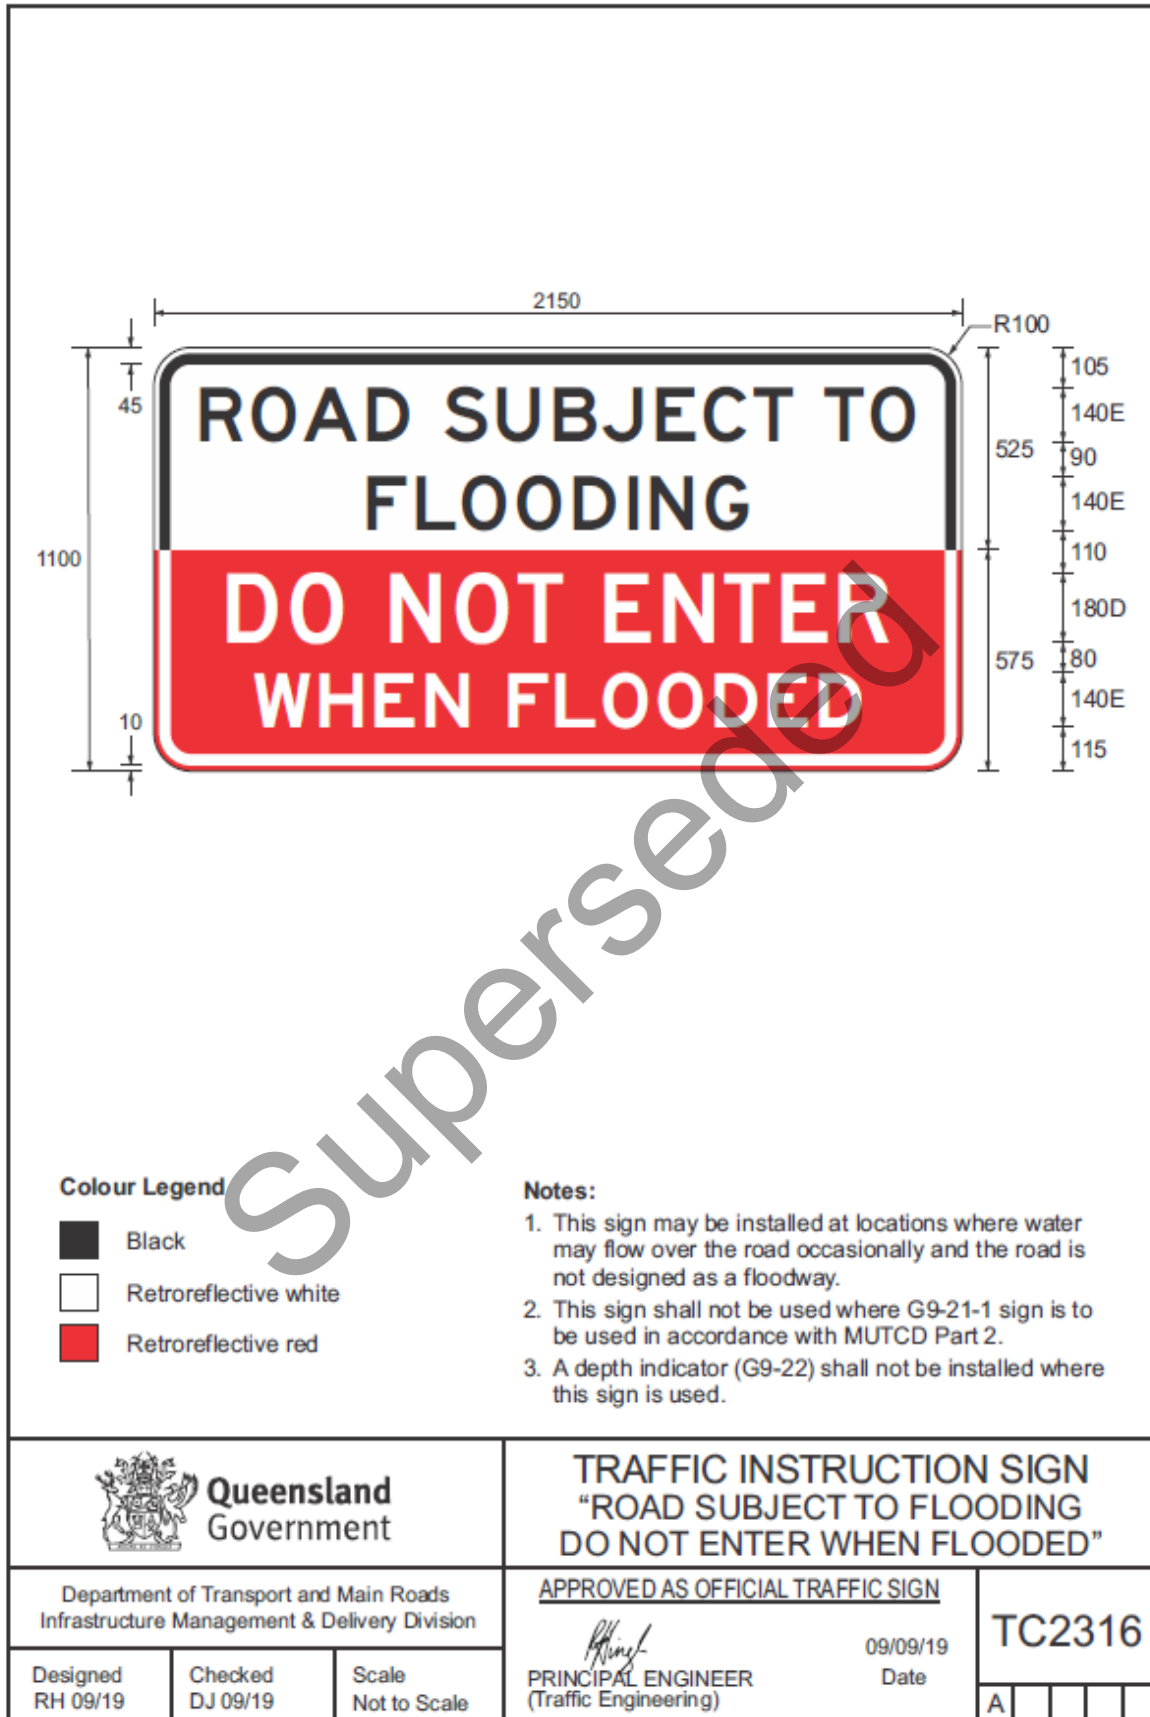 2150
R100
45
1100
10
ROAD SUBJECT TO
FLOODING
DO NOT ENTER
WHEN FLOODED
525
575
105
140E
90
140E
110
180D
80
140E
115
Superseded
Colour Legend
Black
Retroreflective white
Retroreflective red
Notes:
1. This sign may be installed at locations where water
may flow over the road occasionally and the road is
not designed as a floodway.
2. This sign shall not be used where G9-21-1 sign is to
be used in accordance with MUTCD Part 2.
3. A depth indicator (G9-22) shall not be installed where
this sign is used.
Queensland
Government
TRAFFIC INSTRUCTION SIGN
“ROAD SUBJECT TO FLOODING
DO NOT ENTER WHEN FLOODED”
Department of Transport and Main Roads
Infrastructure Management & Delivery Division
Designed
RH 09/19
Checked
DJ 09/19
Scale
Not to Scale
APPROVED AS OFFICIAL TRAFFIC SIGN
PRINCIPAL ENGINEER
(Traffic Engineering)
09/09/19
Date
TC2316
A